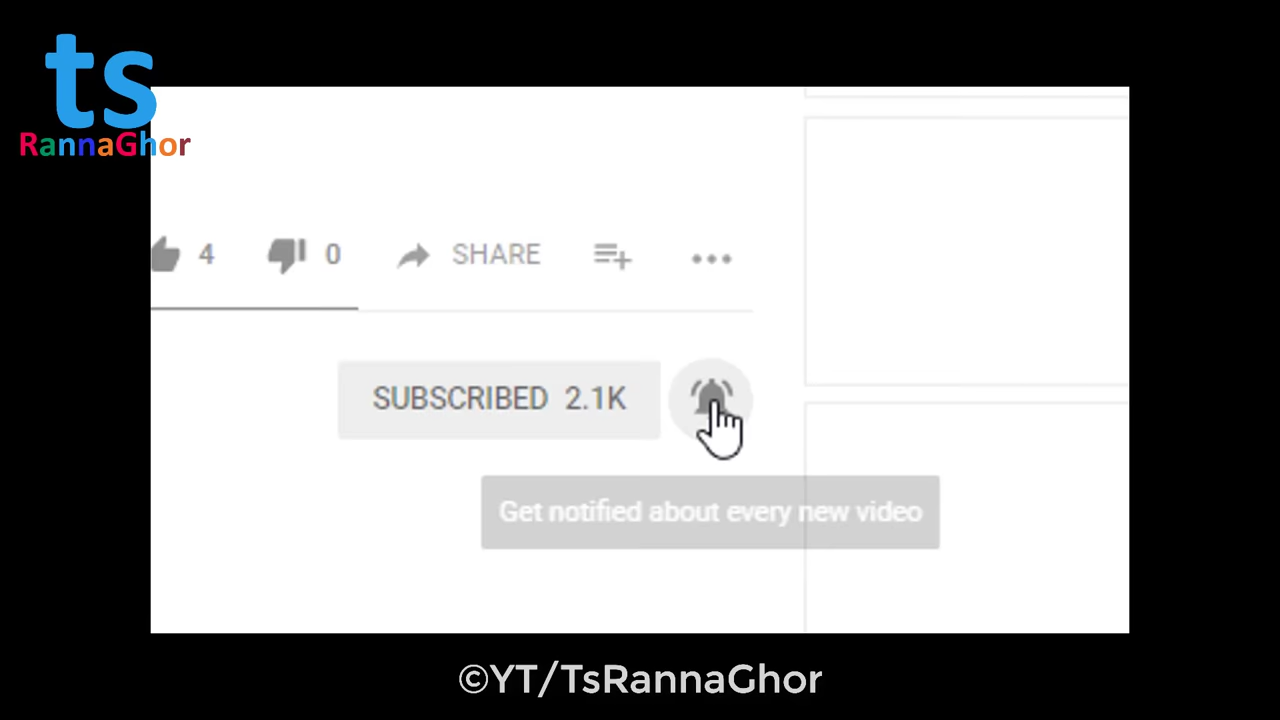 ts
RannaGhor
4 0 SHARE
SUBSCRIBED 2.1K
Get notified about every new video
©YT/TsRannaGhor